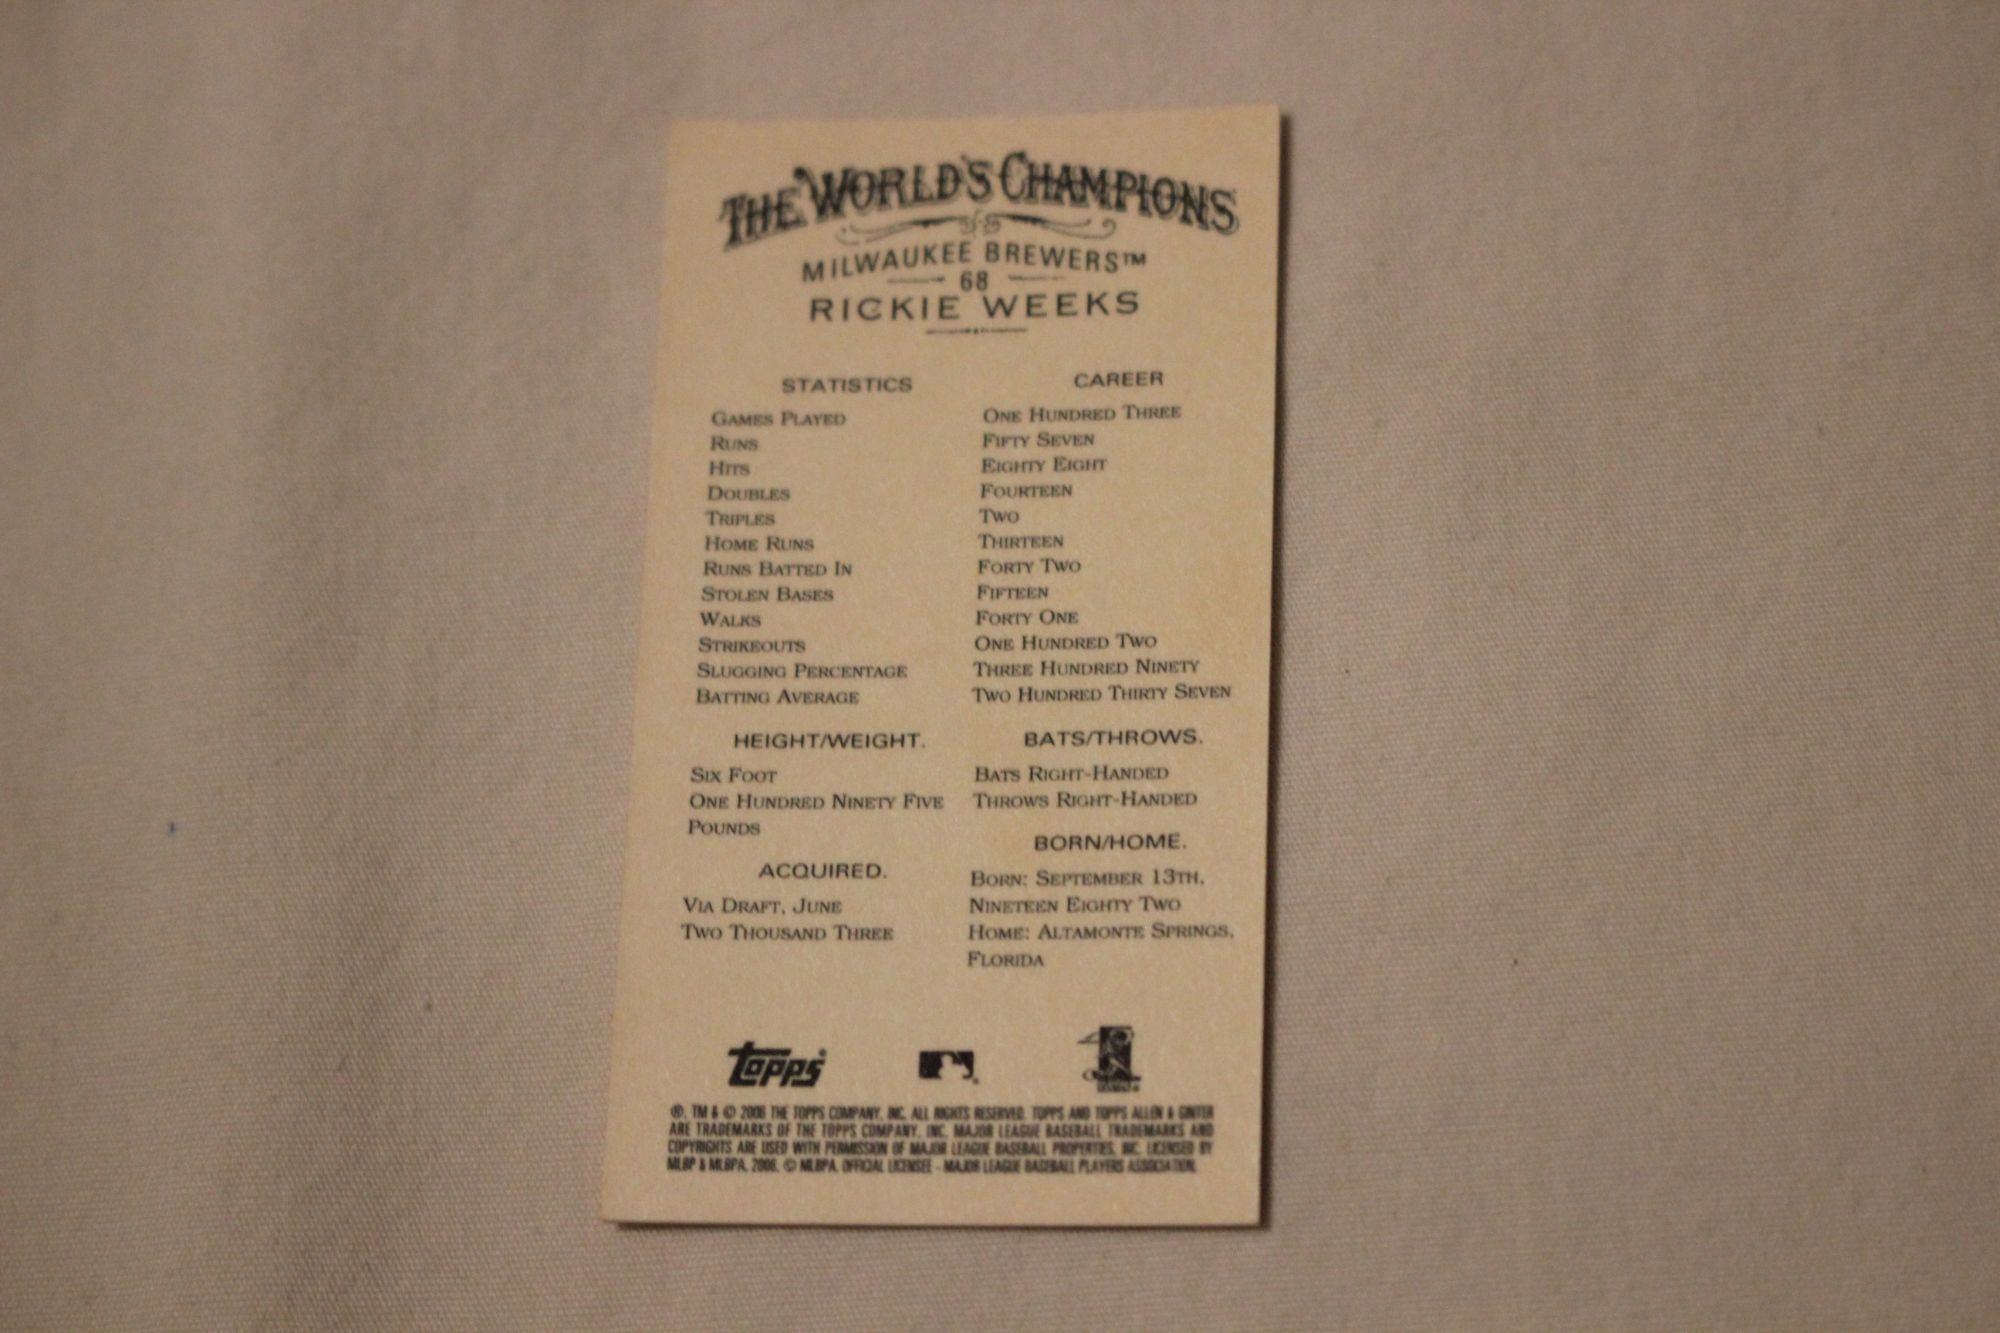 THE WORLD'S CHAMPIONS
MILWAUKEE BREWERS™
68
RICKIE WEEKS
STATISTICS CAREER
GAMES PLAYED ONE HUNDRED THREE
RUNS FIFTY SEVEN
HITS EIGHTY EIGHT
DOUBLES FOURTEEN
TRIPLES TWO
HOME RUNS THIRTEEN
RUNS BATTED IN FORTY TWO
STOLEN BASES FIFTEEN
WALKS FORTY ONE
STRIKEOUTS ONE HUNDRED TWO
SLUGGING PERCENTAGE THREE HUNDRED NINETY
BATTING AVERAGE TWO HUNDRED THIRTY SEVEN
HEIGHT/WEIGHT.
SIX FOOT
ONE HUNDRED NINETY FIVE
POUNDS
ACQUIRED.
VIA DRAFT, JUNE
TWO THOUSAND THREE
BATS/THROWS.
BATS RIGHT-HANDED
THROWS RIGHT-HANDED
BORN/HOME.
BORN: SEPTEMBER 13TH,
NINETEEN EIGHTY TWO
HOME: ALTAMONTE SPRINGS,
FLORIDA
Topps
®, TM & © 2006 THE TOPPS COMPANY, INC. ALL RIGHTS RESERVED. TOPPS AND TOPPS ALLEN & GINTER
ARE TRADEMARKS OF THE TOPPS COMPANY, INC. MAJOR LEAGUE BASEBALL TRADEMARKS AND
COPYRIGHTS ARE USED WITH PERMISSION OF MAJOR LEAGUE BASEBALL PROPERTIES, INC. LICENSED BY
MLBP & MLBPA, 2006. © MLBPA, OFFICIAL LICENSEE - MAJOR LEAGUE BASEBALL PLAYERS ASSOCIATION.